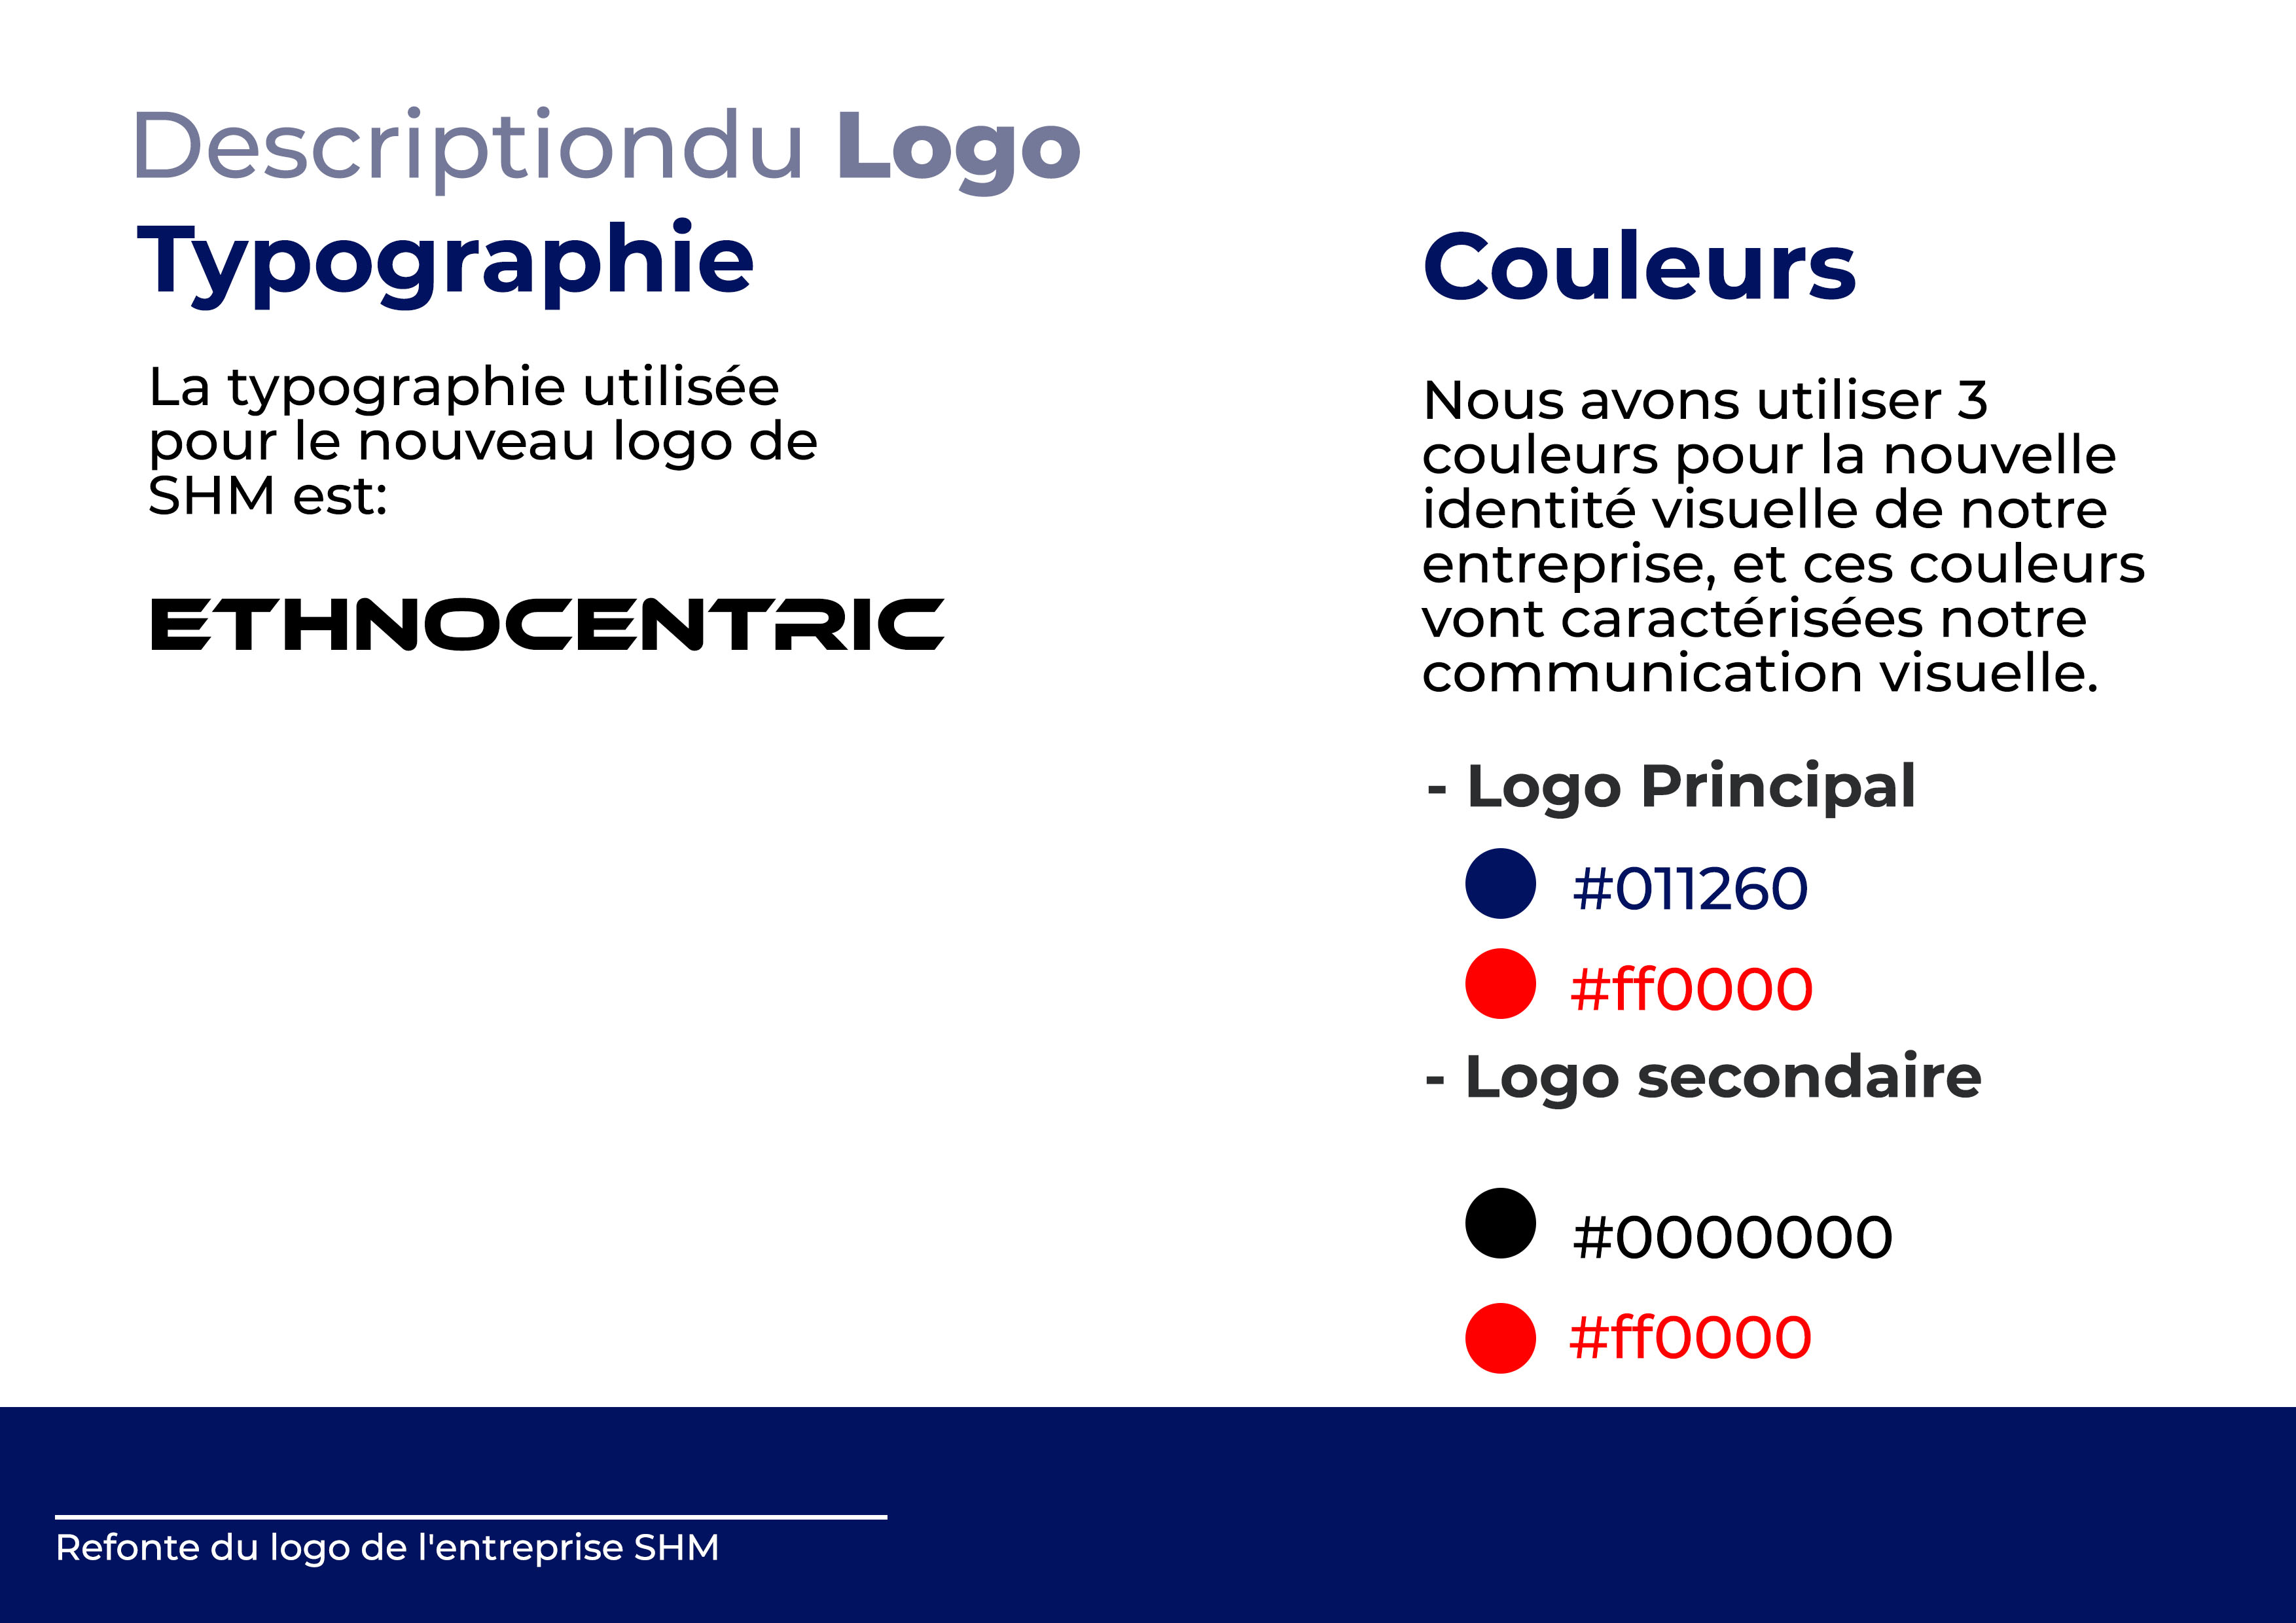 Descriptiondu Logo
Typographie
La typographie utilisée
pour le nouveau logo de
SHM est:
ETHNOCENTRIC
Couleurs
Nous avons utiliser 3
couleurs pour la nouvelle
identité visuelle de notre
entreprise, et ces couleurs
vont caractérisées notre
communication visuelle.
- Logo Principal
#011260
#ff0000
- Logo secondaire
#0000000
#ff0000
Refonte du logo de l'entreprise SHM